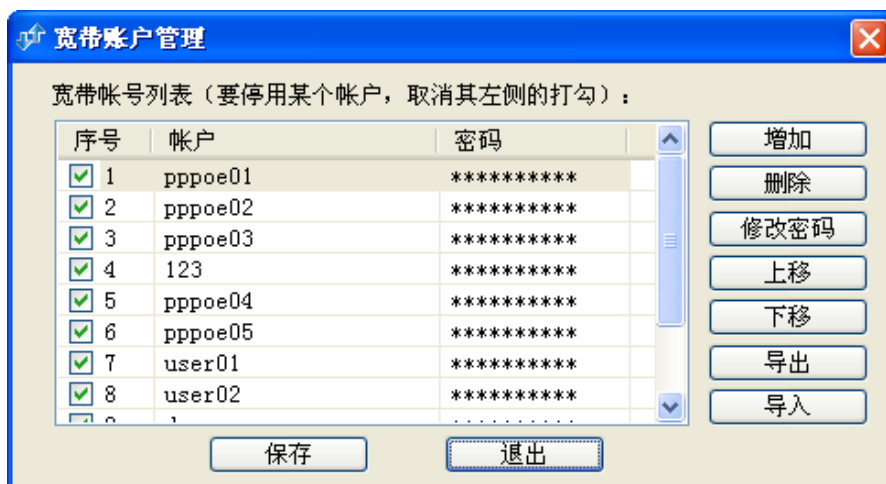 宽带账户管理
宽带帐号列表（要停用某个帐户，取消其左侧的打勾）：
序号 帐户 密码
1 pppoe01 **********
2 pppoe02 **********
3 pppoe03 **********
4 123 **********
5 pppoe04 **********
6 pppoe05 **********
7 user01 **********
8 user02 **********
增加
删除
修改密码
上移
下移
导出
导入
保存 退出